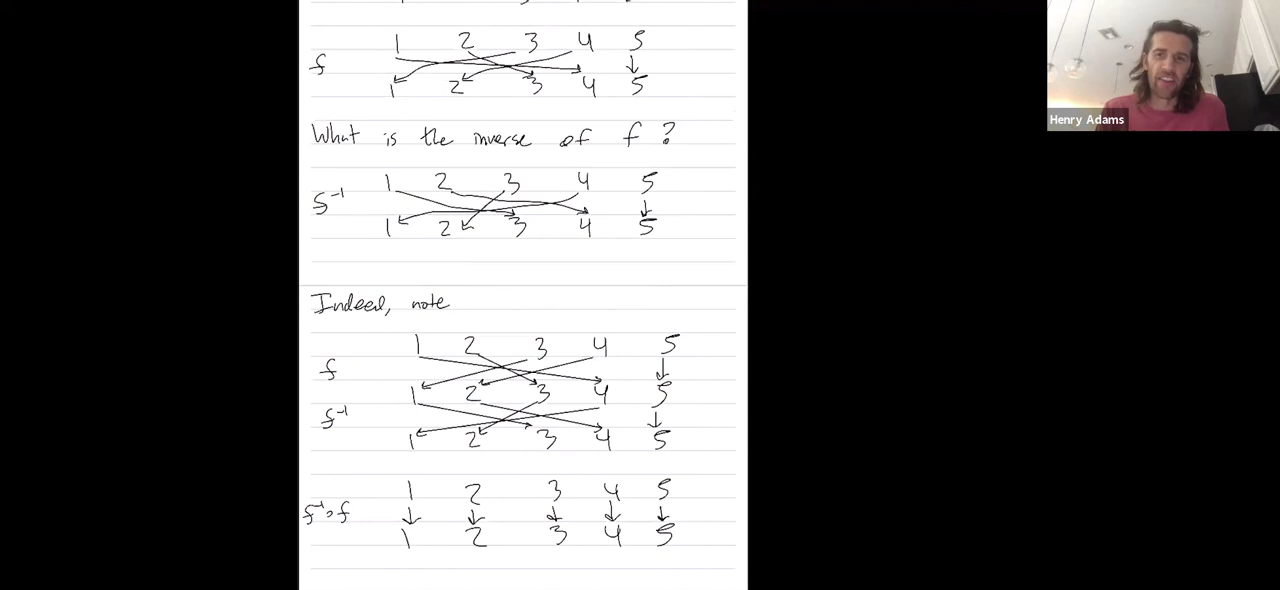 1 2 3 4 5
f
1 2 3 4 5
Henry Adams
What is the inverse of f?
1 2 3 4 5
f⁻¹
1 2 3 4 5
Indeed, note
1 2 3 4 5
f
1 2 3 4 5
f⁻¹
1 2 3 4 5
1 2 3 4 5
f⁻¹∘f
1 2 3 4 5